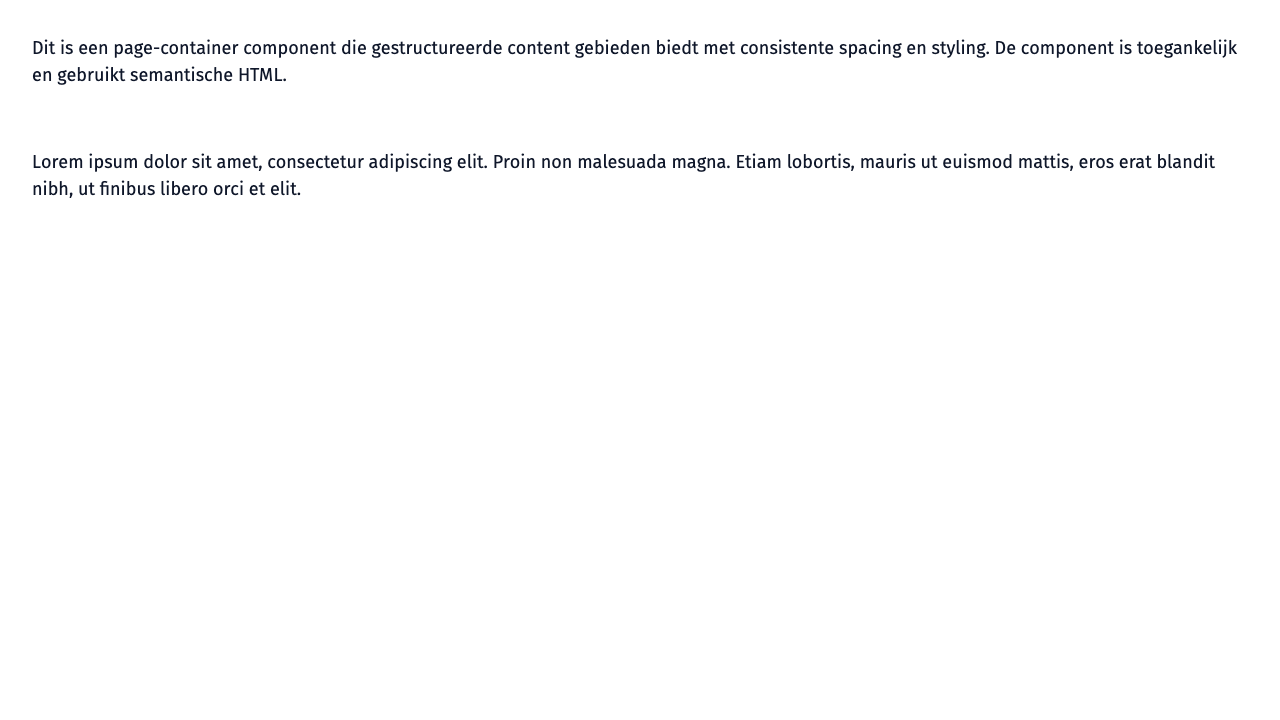 Dit is een page-container component die gestructureerde content gebieden biedt met consistente spacing en styling. De component is toegankelijk
en gebruikt semantische HTML.
Lorem ipsum dolor sit amet, consectetur adipiscing elit. Proin non malesuada magna. Etiam lobortis, mauris ut euismod mattis, eros erat blandit
nibh, ut finibus libero orci et elit.